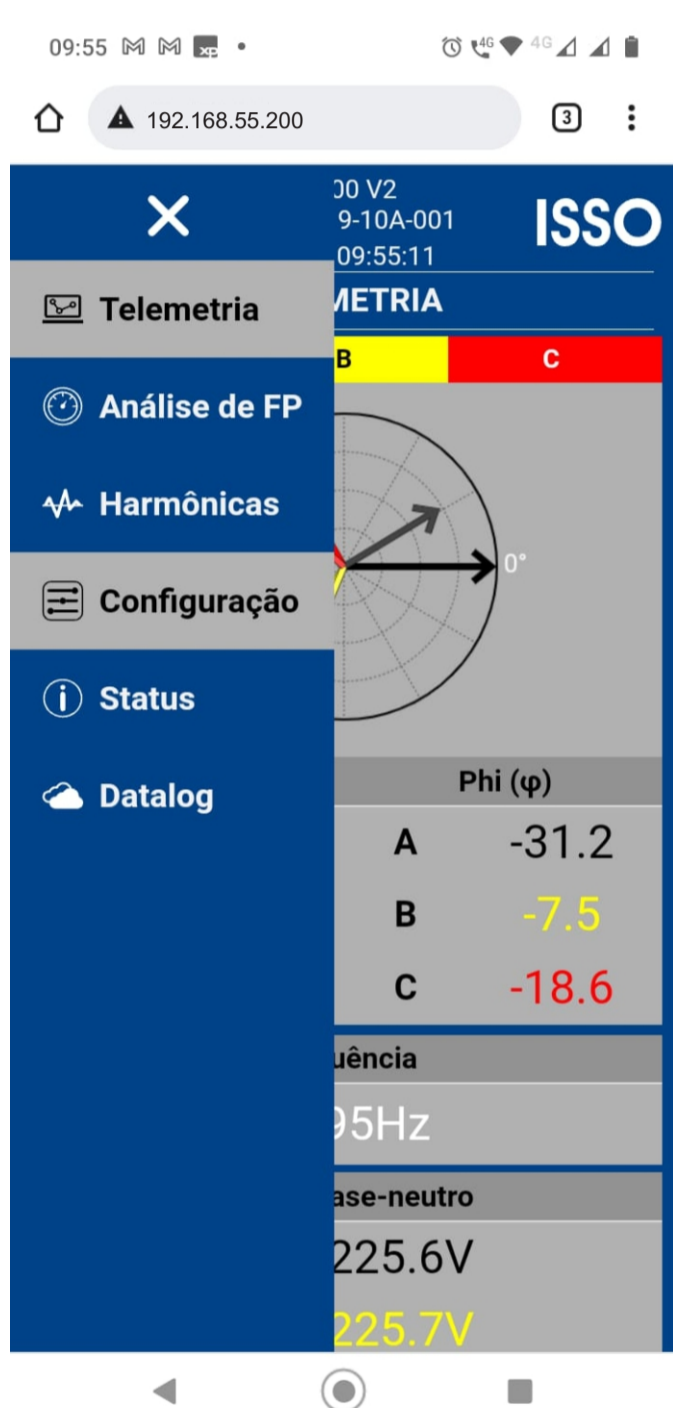 09:55
4G
4G
192.168.55.200
3
00 V2
9-10A-001
09:55:11
ISSO
METRIA
Telemetria
Análise de FP
Harmônicas
Configuração
Status
Datalog
B
C
0°
Phi (φ)
A
-31.2
B
-7.5
C
-18.6
uência
95Hz
ase-neutro
225.6V
225.7V